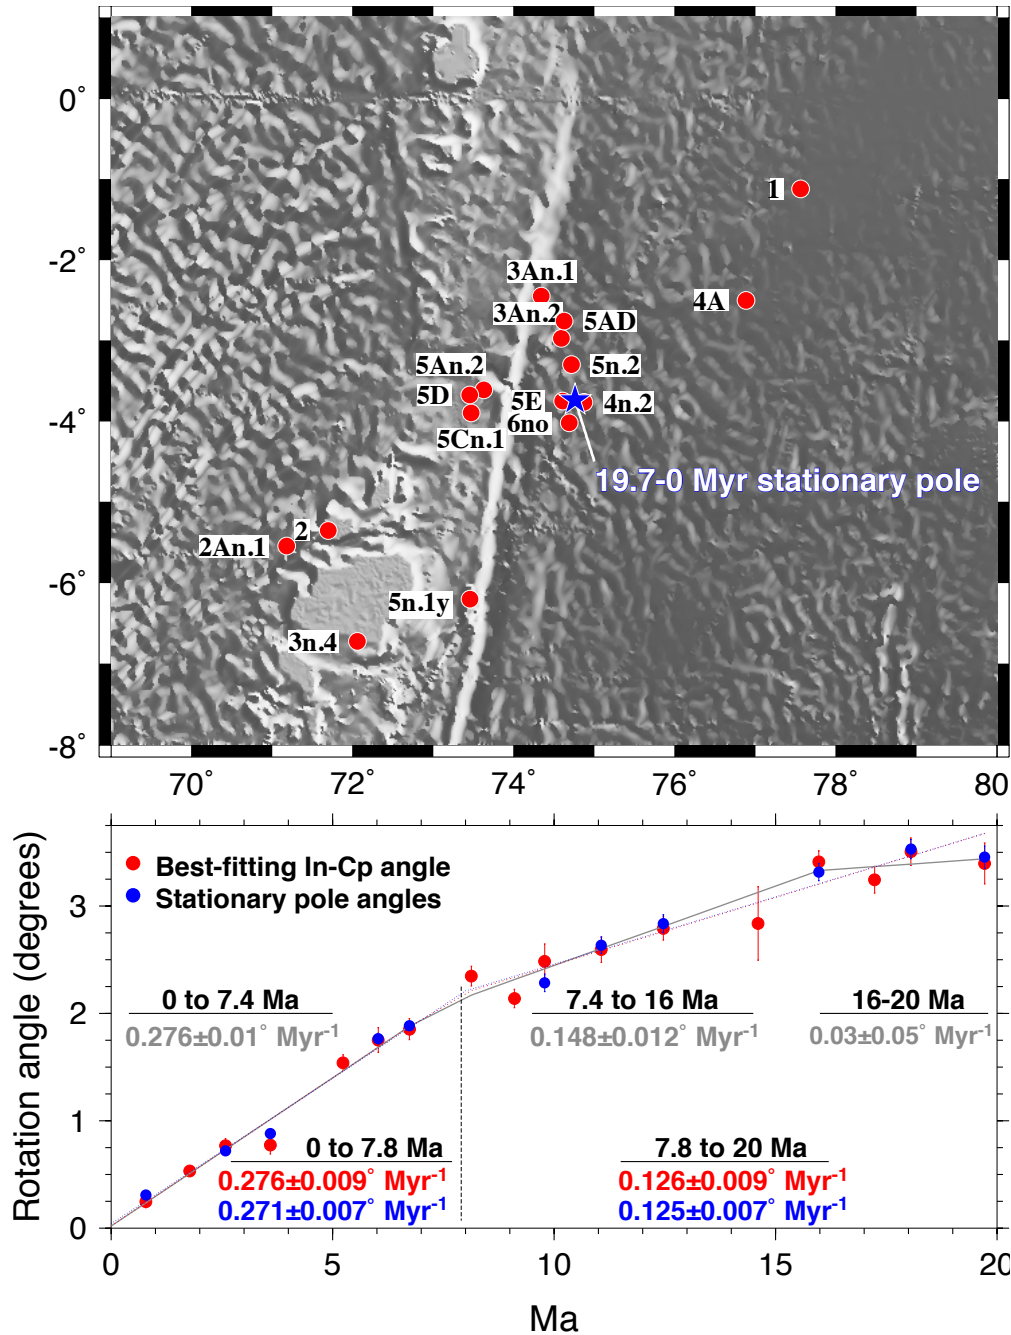 0°
-2°
-4°
-6°
-8°
1
4A
3An.1
3An.2
5AD
5An.2
5n.2
5D
5E
4n.2
5Cn.1
6no
19.7-0 Myr stationary pole
2
2An.1
5n.1y
3n.4
70°
72°
74°
76°
78°
80
Rotation angle (degrees)
3
2
1
0
Best-fitting In-Cp angle
Stationary pole angles
0 to 7.4 Ma
0.276±0.01° Myr-1
7.4 to 16 Ma
0.148±0.012° Myr-1
16-20 Ma
0.03±0.05° Myr-1
0 to 7.8 Ma
0.276±0.009° Myr-1
0.271±0.007° Myr-1
7.8 to 20 Ma
0.126±0.009° Myr-1
0.125±0.007° Myr-1
0
5
10
15
20
Ma